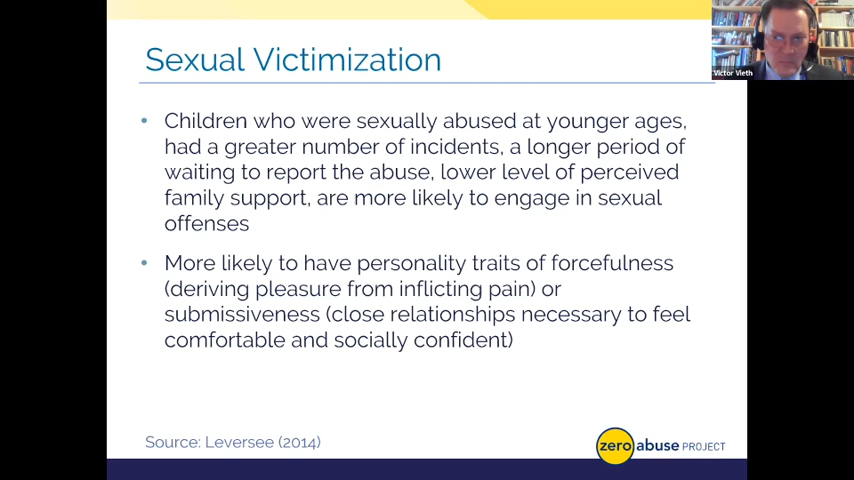 Sexual Victimization
Victor Vieth
• Children who were sexually abused at younger ages,
had a greater number of incidents, a longer period of
waiting to report the abuse, lower level of perceived
family support, are more likely to engage in sexual
offenses
• More likely to have personality traits of forcefulness
(deriving pleasure from inflicting pain) or
submissiveness (close relationships necessary to feel
comfortable and socially confident)
Source: Leversee (2014)
zero abuse PROJECT